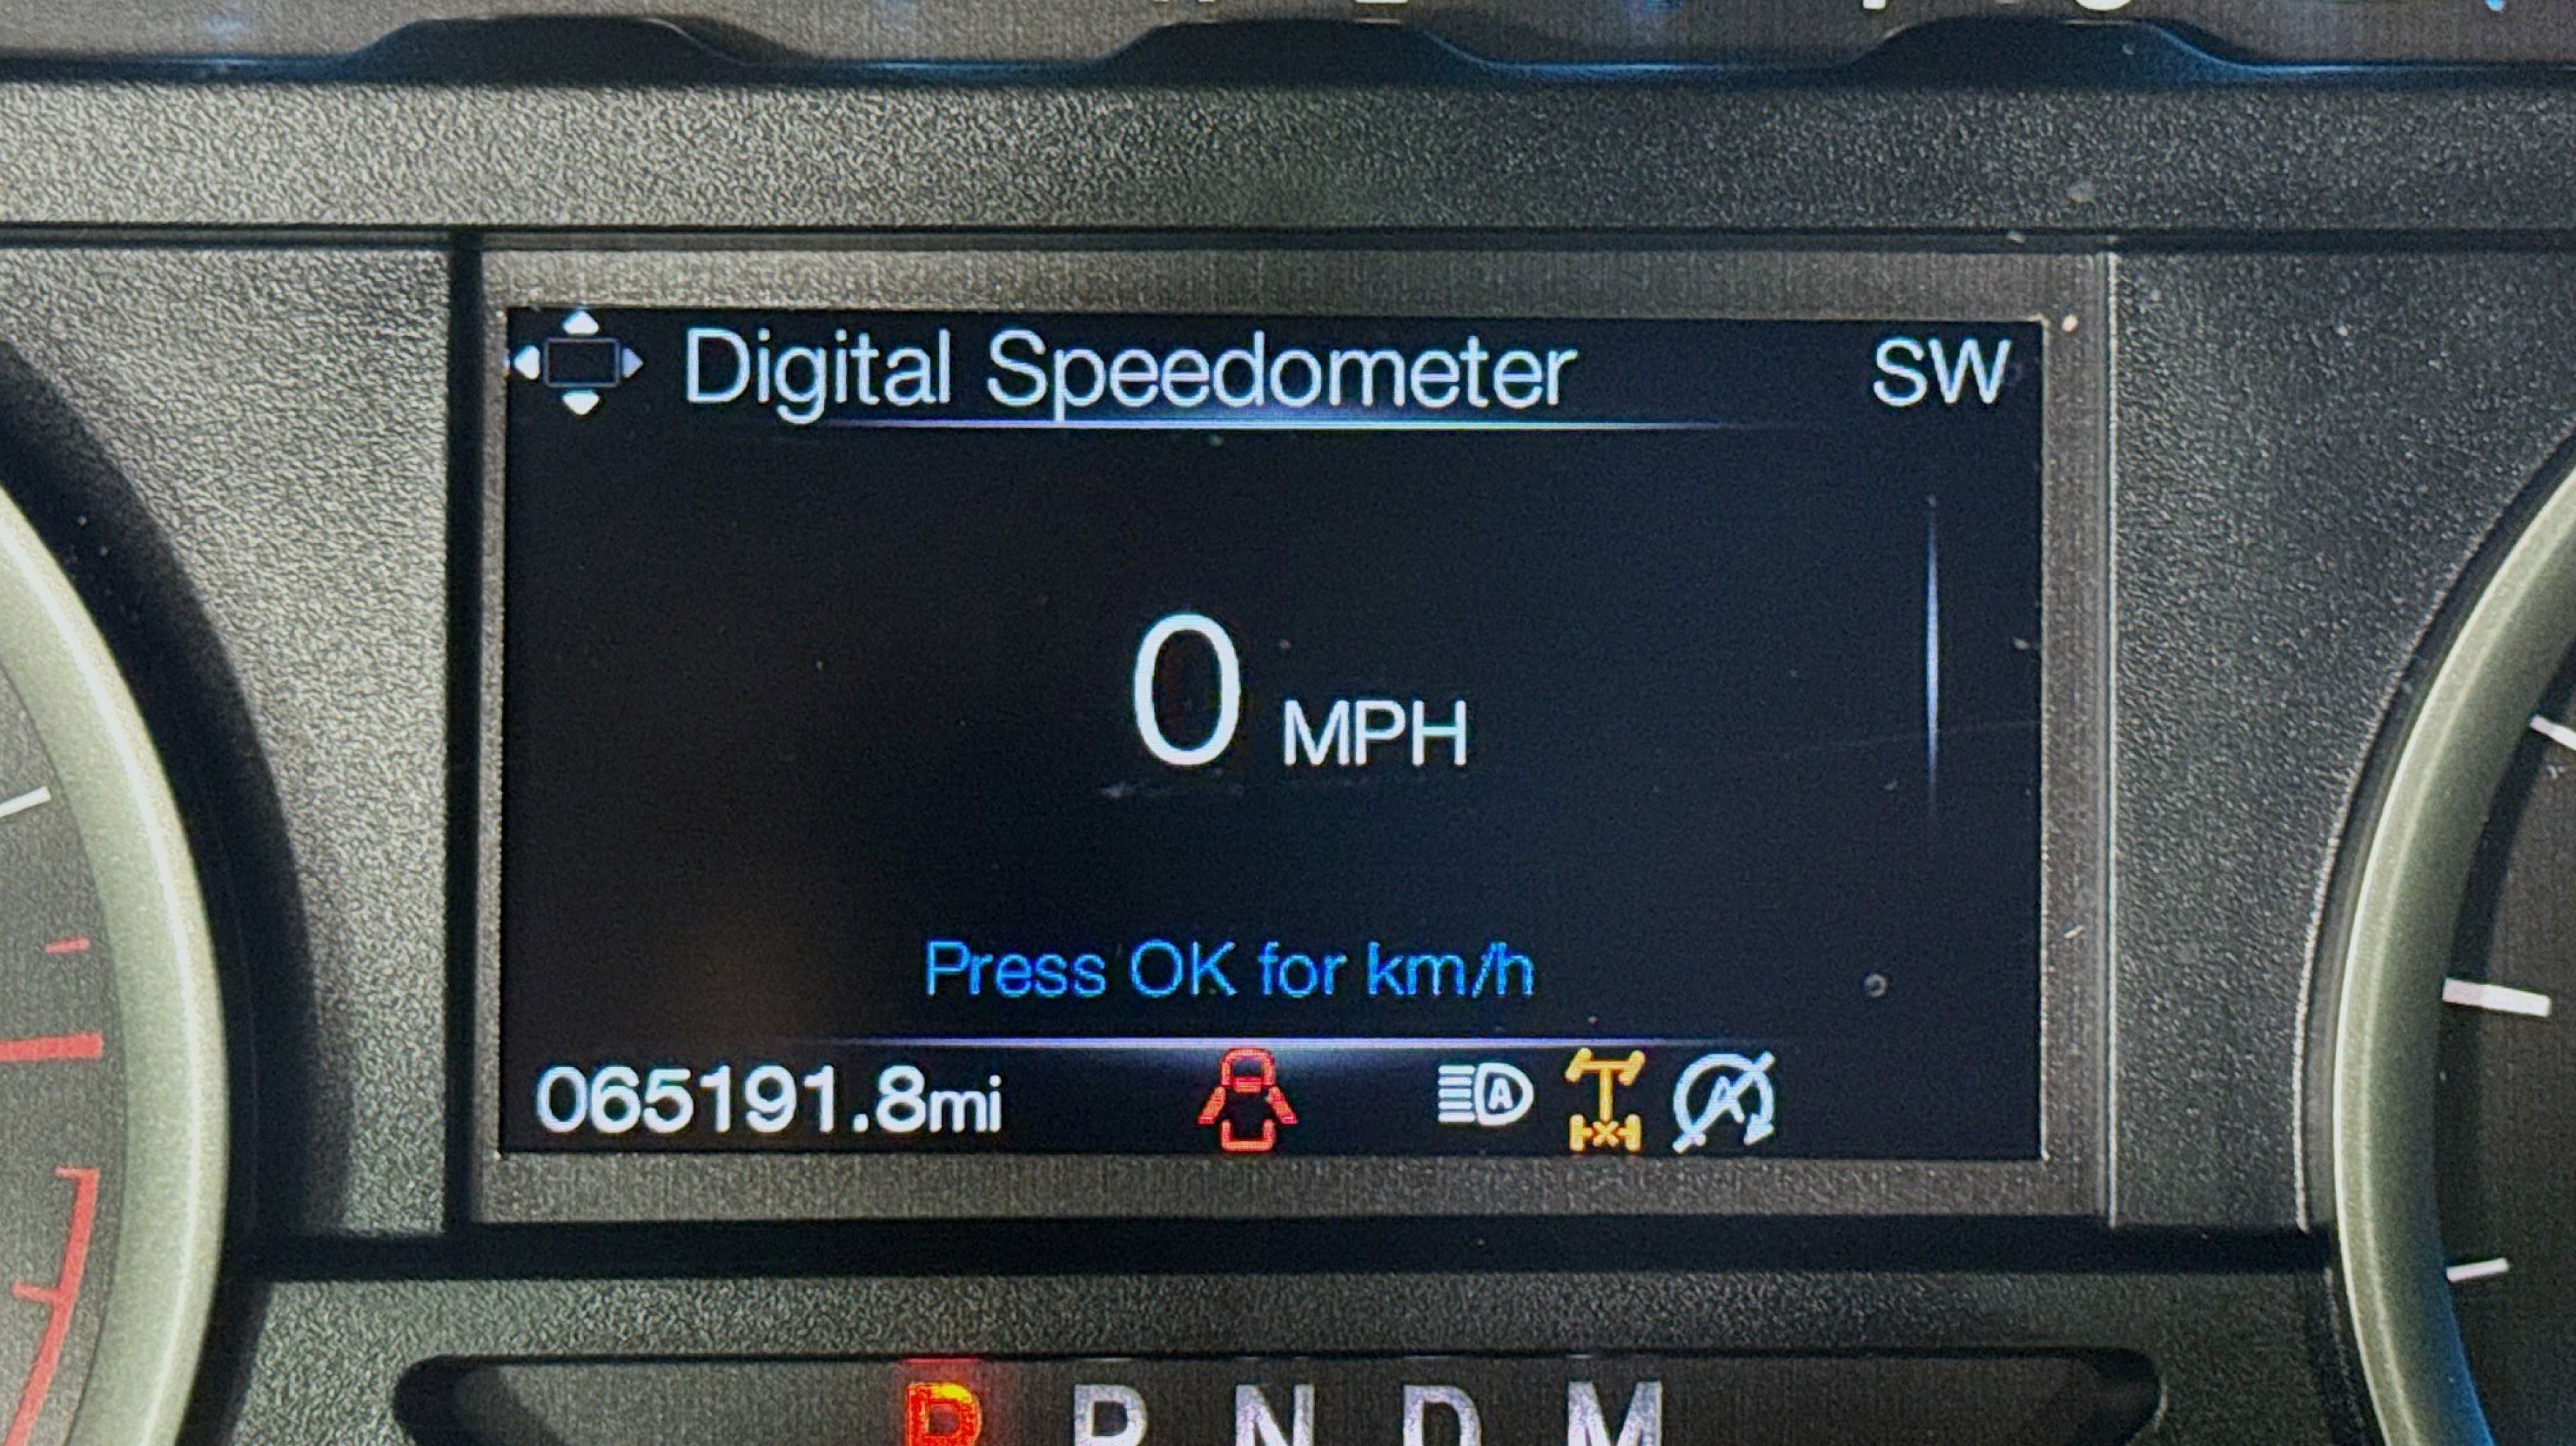 Digital Speedometer SW
0 MPH
Press OK for km/h
065191.8mi
P R N D M